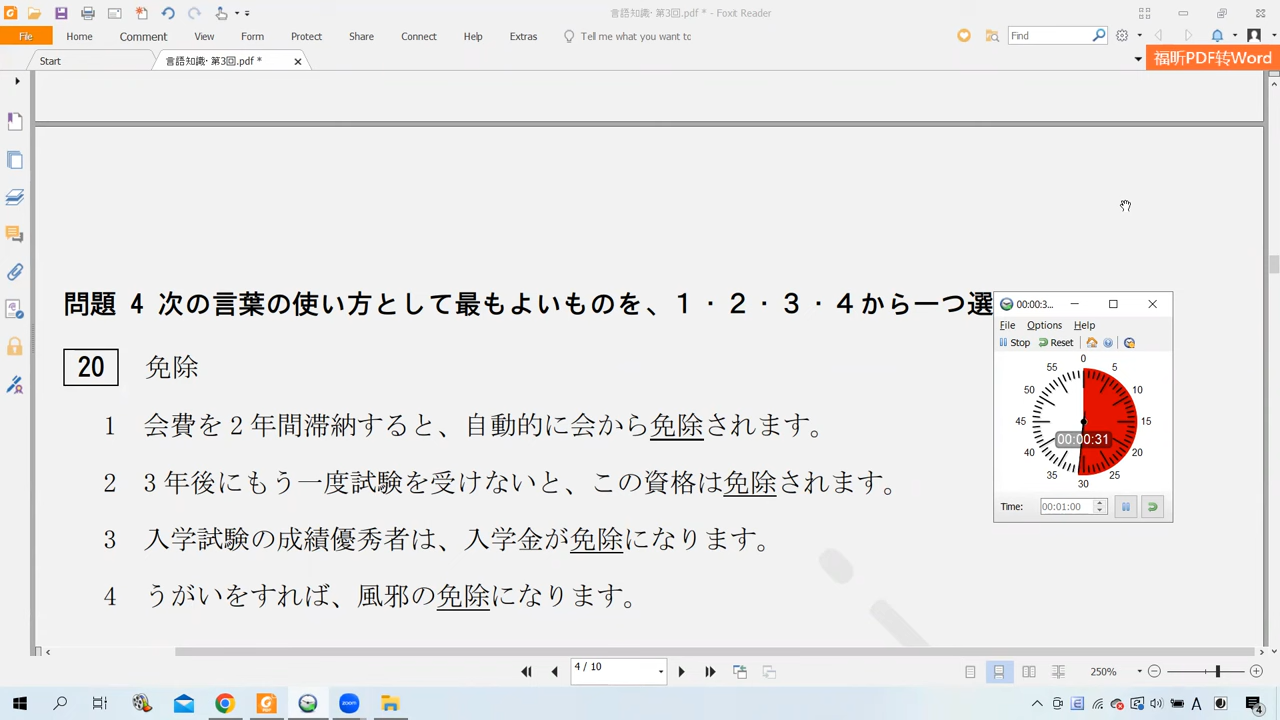 言語知識·第3回.pdf * - Foxit Reader
File Home Comment View Form Protect Share Connect Help Extras Tell me what you want to Find
Start 言語知識·第3回.pdf * 福昕PDF转Word
問題 4 次の言葉の使い方として最もよいものを、1・2・3・4から一つ選
20 免除
1 会費を2年間滞納すると、自動的に会から免除されます。
2 3年後にもう一度試験を受けないと、この資格は免除されます。
3 入学試験の成績優秀者は、入学金が免除になります。
4 うがいをすれば、風邪の免除になります。
00:00:3...
File Options Help
Stop Reset
0
55 5
50 10
45 15
00:00:31
40 20
35 25
30
Time: 00:01:00
4 / 10 250%
zoom A 4